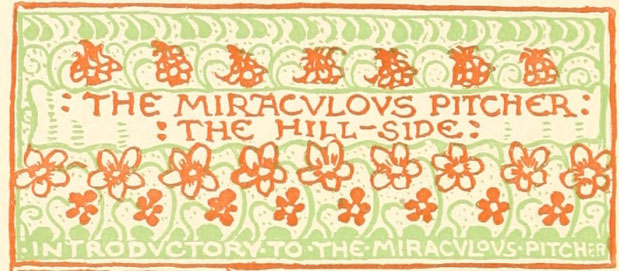 : THE MIRACVLOVS PITCHER:
: THE HILL-SIDE:
·INTRODVCTORY·TO·THE·MIRACVLOVS·PITCHER